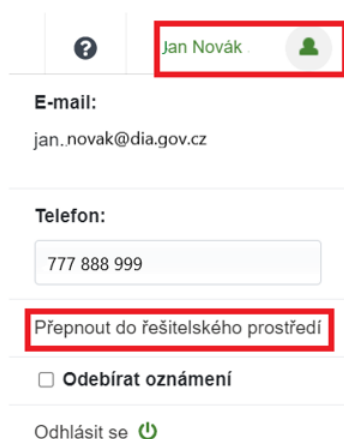 Jan Novák
E-mail:
jan.novak@dia.gov.cz
Telefon:
777 888 999
Přepnout do řešitelského prostředí
Odebírat oznámení
Odhlásit se